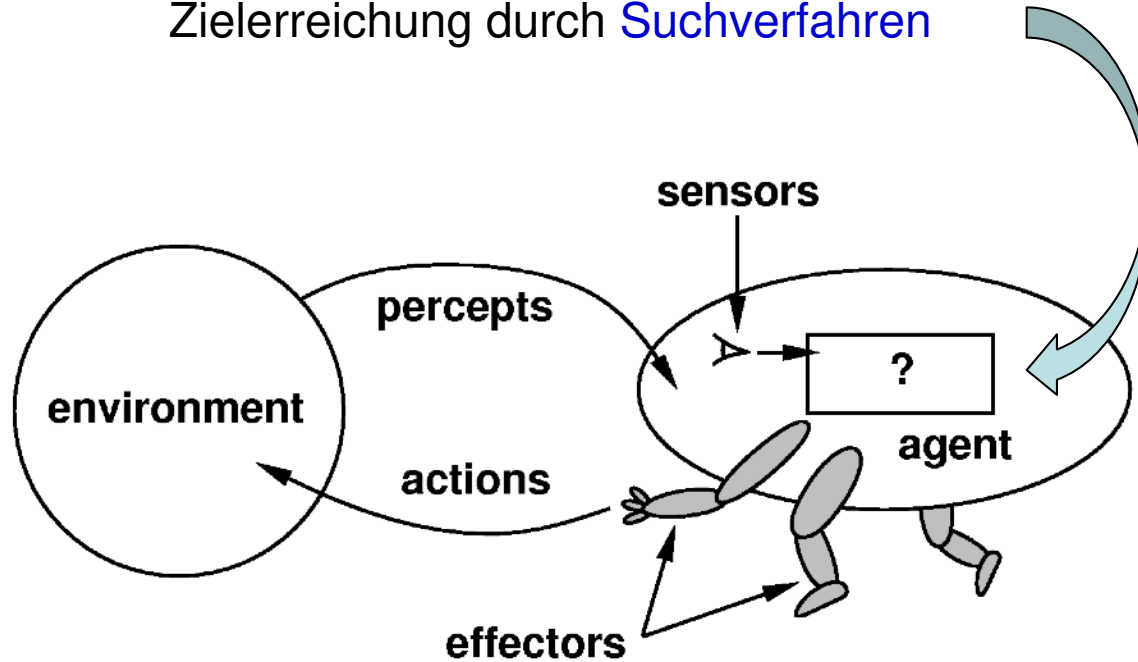 Zielerreichung durch Suchverfahren
sensors
percepts
?
environment
agent
actions
effectors